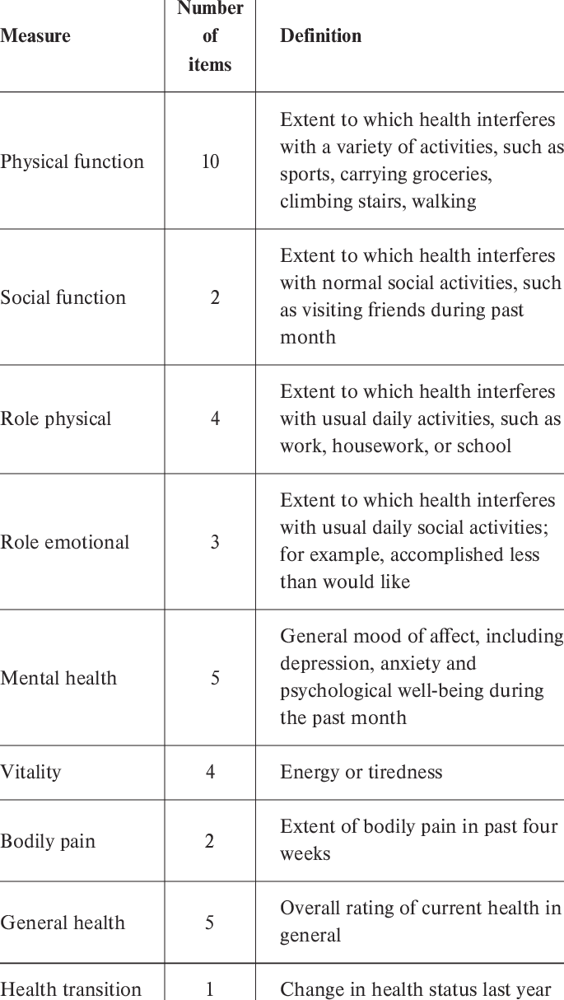 Measure
Number
of
items
Definition
Physical function
10
Extent to which health interferes
with a variety of activities, such as
sports, carrying groceries,
climbing stairs, walking
Social function
2
Extent to which health interferes
with normal social activities, such
as visiting friends during past
month
Role physical
4
Extent to which health interferes
with usual daily activities, such as
work, housework, or school
Role emotional
3
Extent to which health interferes
with usual daily social activities;
for example, accomplished less
than would like
Mental health
5
General mood of affect, including
depression, anxiety and
psychological well-being during
the past month
Vitality
4
Energy or tiredness
Bodily pain
2
Extent of bodily pain in past four
weeks
General health
5
Overall rating of current health in
general
Health transition
1
Change in health status last year